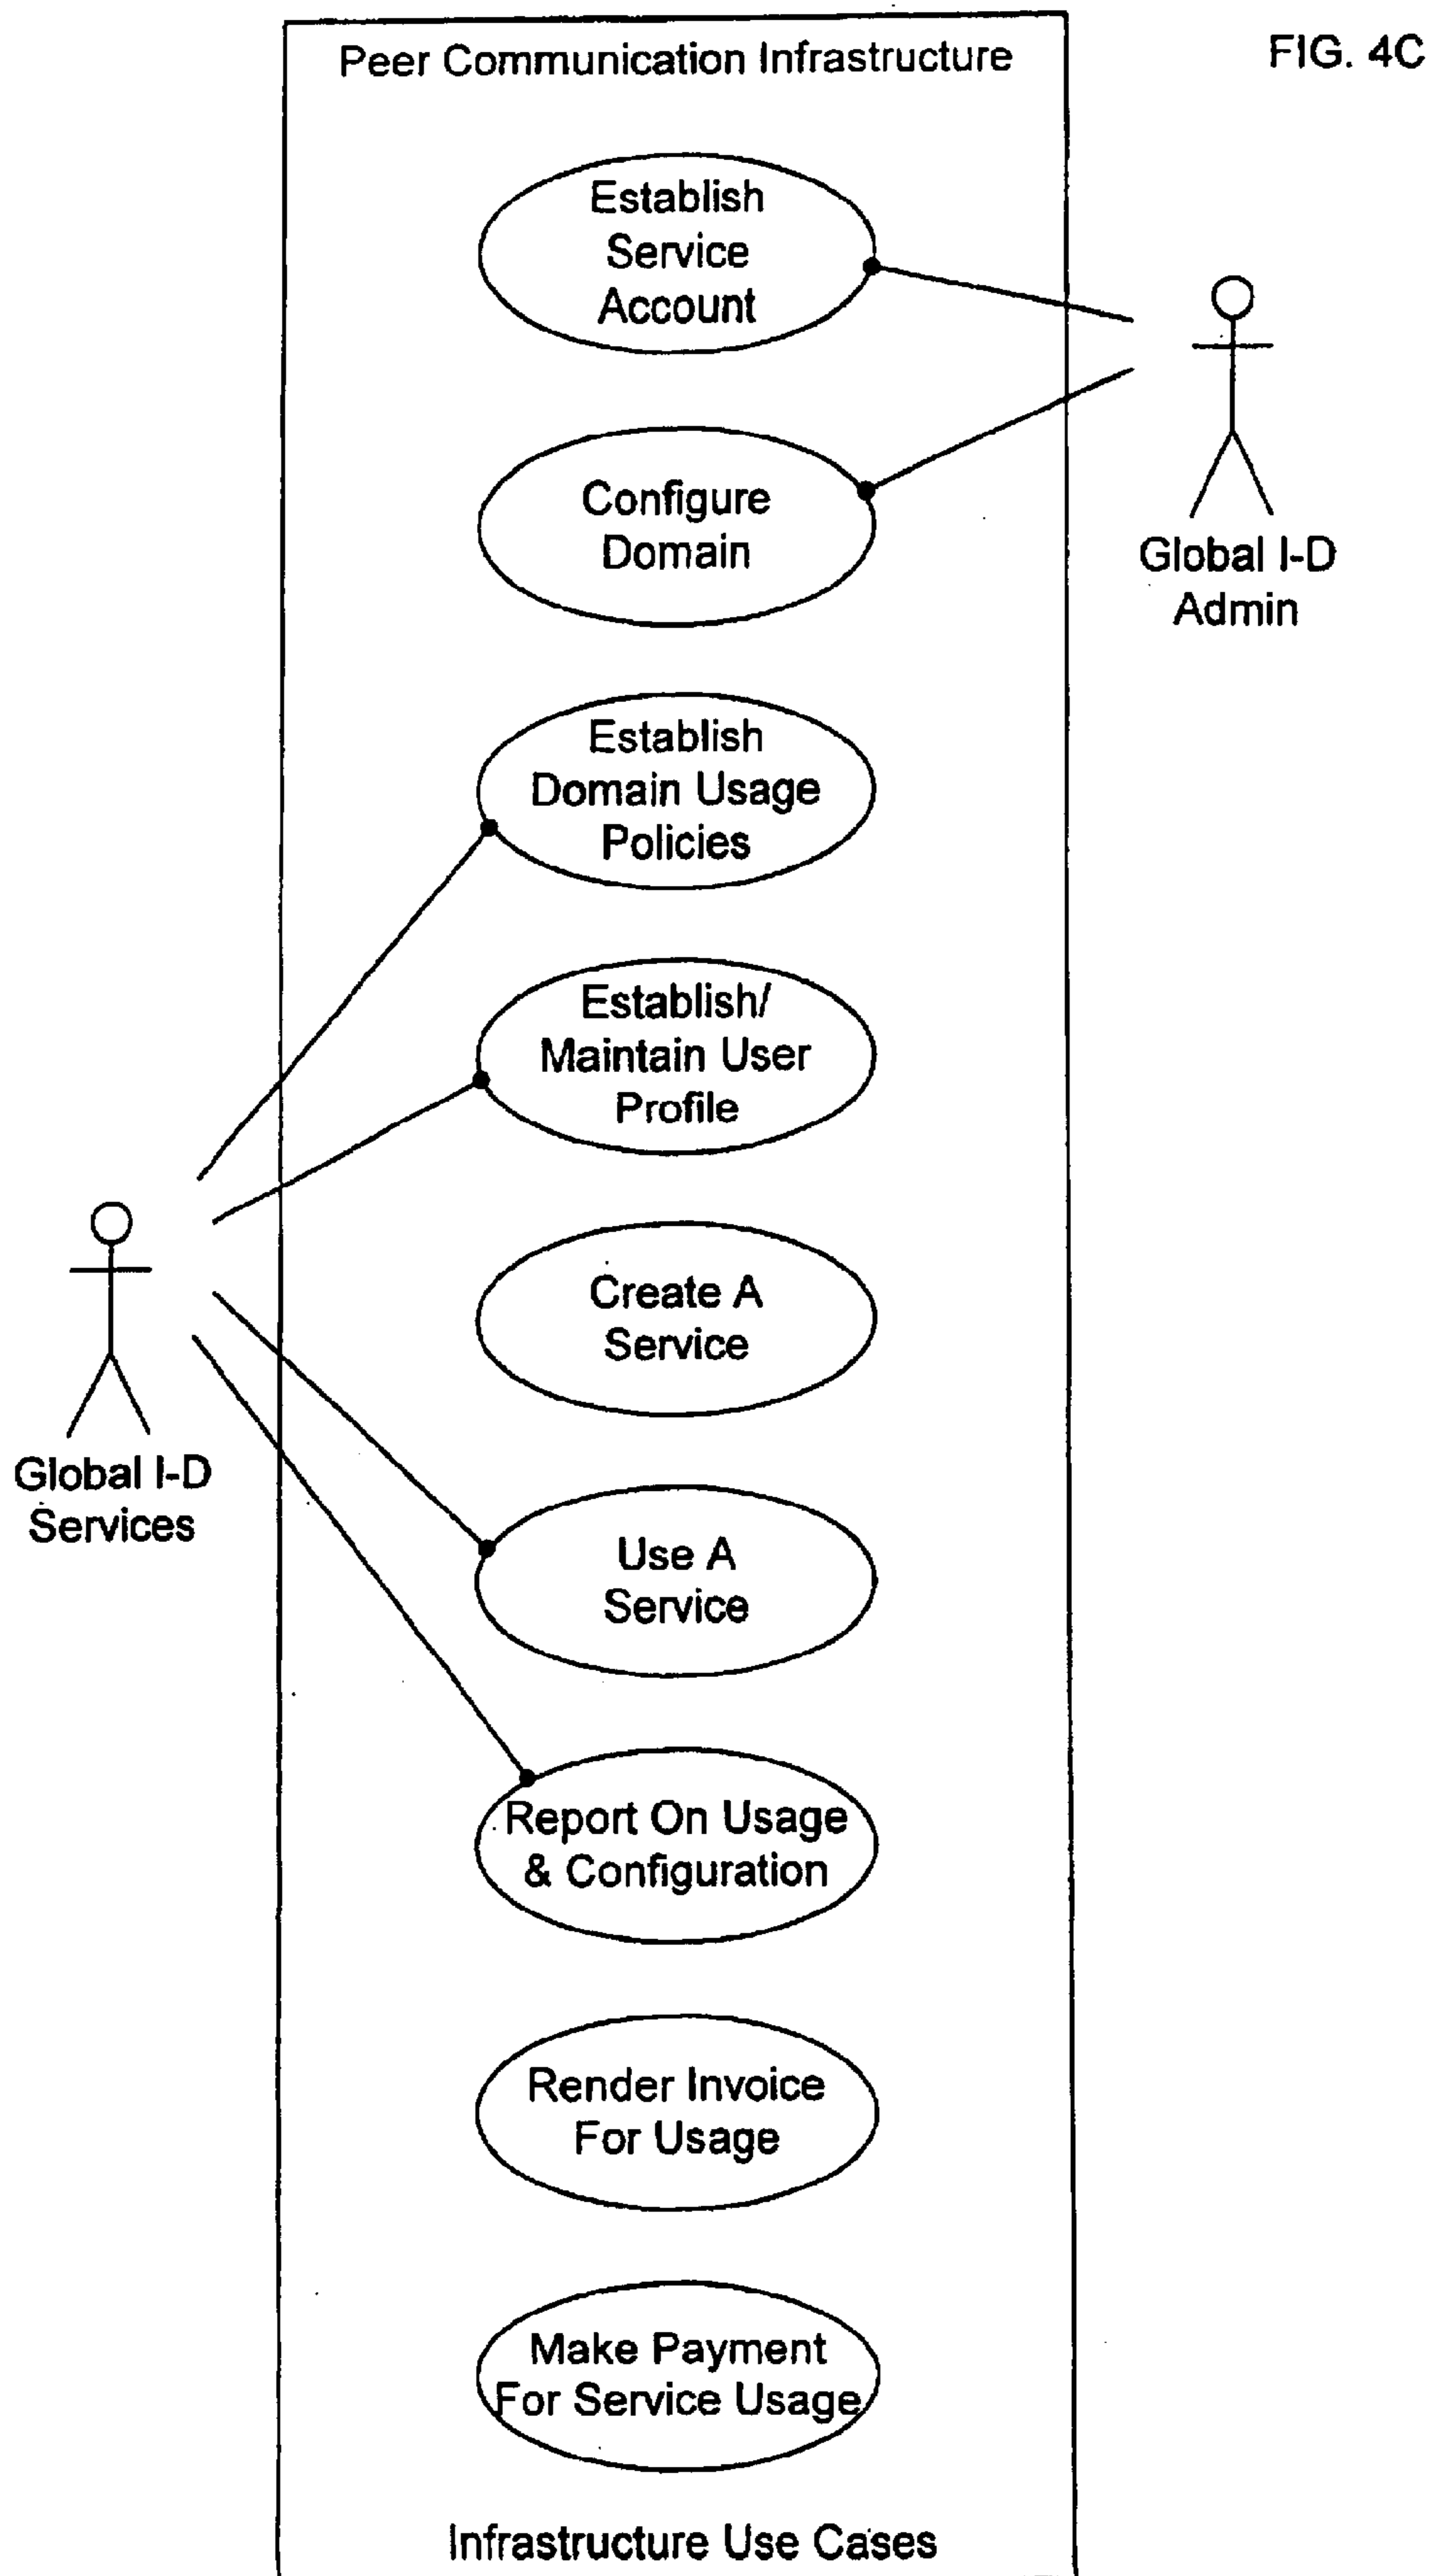 Peer Communication Infrastructure
FIG. 4C
Establish
Service
Account
Configure
Domain
Global I-D
Admin
Establish
Domain Usage
Policies
Establish/
Maintain User
Profile
Create A
Service
Global I-D
Services
Use A
Service
Report On Usage
& Configuration
Render Invoice
For Usage
Make Payment
For Service Usage
Infrastructure Use Cases